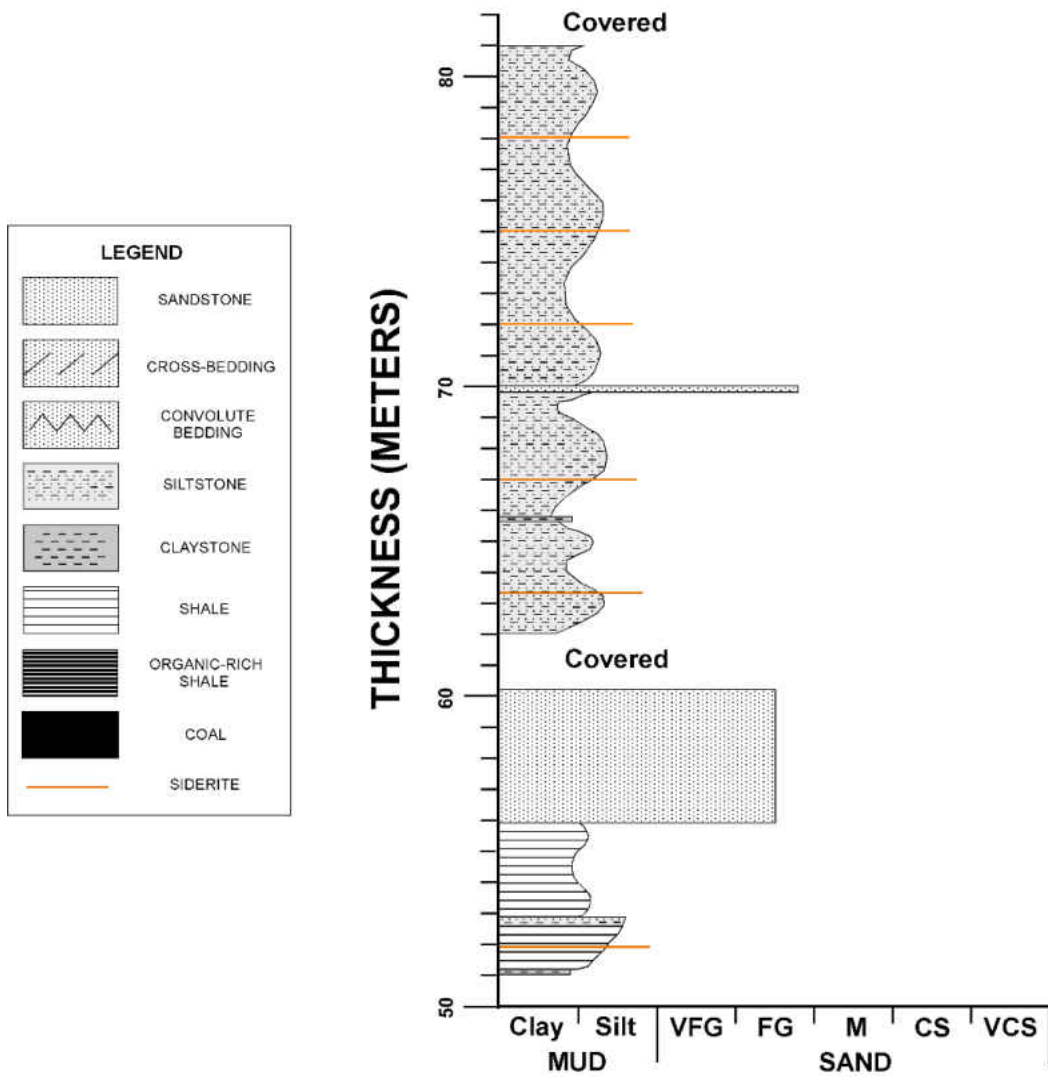 Covered
80
LEGEND
SANDSTONE
CROSS-BEDDING
CONVOLUTE
BEDDING
SILTSTONE
CLAYSTONE
SHALE
ORGANIC-RICH
SHALE
COAL
SIDERITE
THICKNESS (METERS)
70
Covered
60
50
Clay Silt VFG FG M CS VCS
MUD SAND